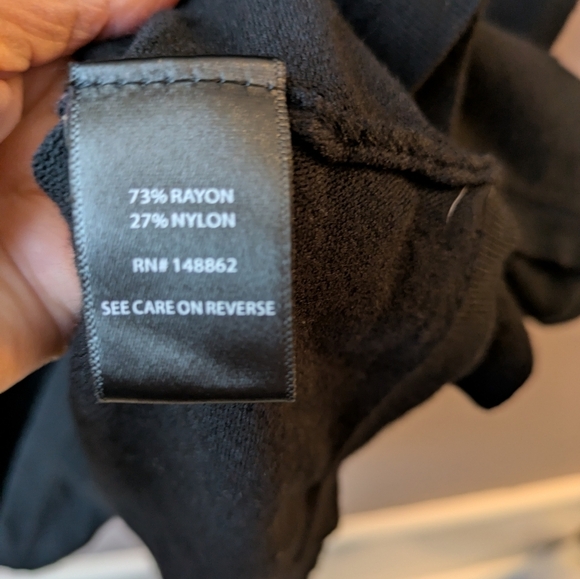 73% RAYON
27% NYLON
RN# 148862
SEE CARE ON REVERSE